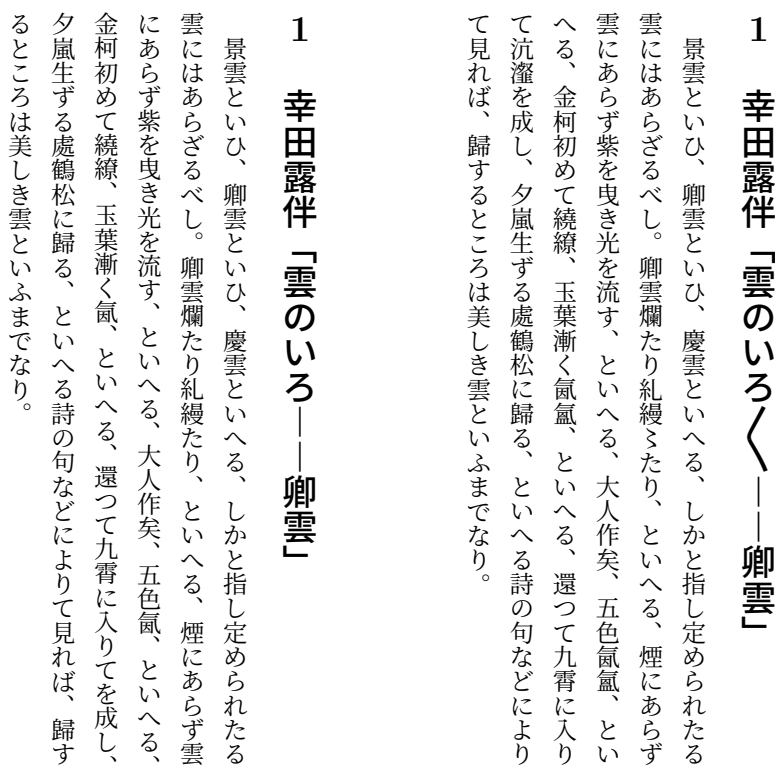 1 幸田露伴「雲のいろ〱――卿雲」
景雲といひ、卿雲といひ、慶雲といへる、しかと指し定められたる
雲にはあらざるべし。卿雲爛たり糺縵〻たり、といへる、煙にあらず
雲にあらず紫を曳き光を流す、といへる、大人作矣、五色氤氳、とい
へる、金柯初めて繞繚、玉葉漸く氤氳、といへる、還つて九霄に入り
て沆瀣を成し、夕嵐生ずる處鶴松に歸る、といへる詩の句などにより
て見れば、歸するところは美しき雲といふまでなり。
1 幸田露伴「雲のいろ――卿雲」
景雲といひ、卿雲といひ、慶雲といへる、しかと指し定められたる
雲にはあらざるべし。卿雲爛たり糺縵たり、といへる、煙にあらず雲
にあらず紫を曳き光を流す、といへる、大人作矣、五色氤、といへる、
金柯初めて繞繚、玉葉漸く氤、といへる、還つて九霄に入りてを成し、
夕嵐生ずる處鶴松に歸る、といへる詩の句などによりて見れば、歸す
るところは美しき雲といふまでなり。